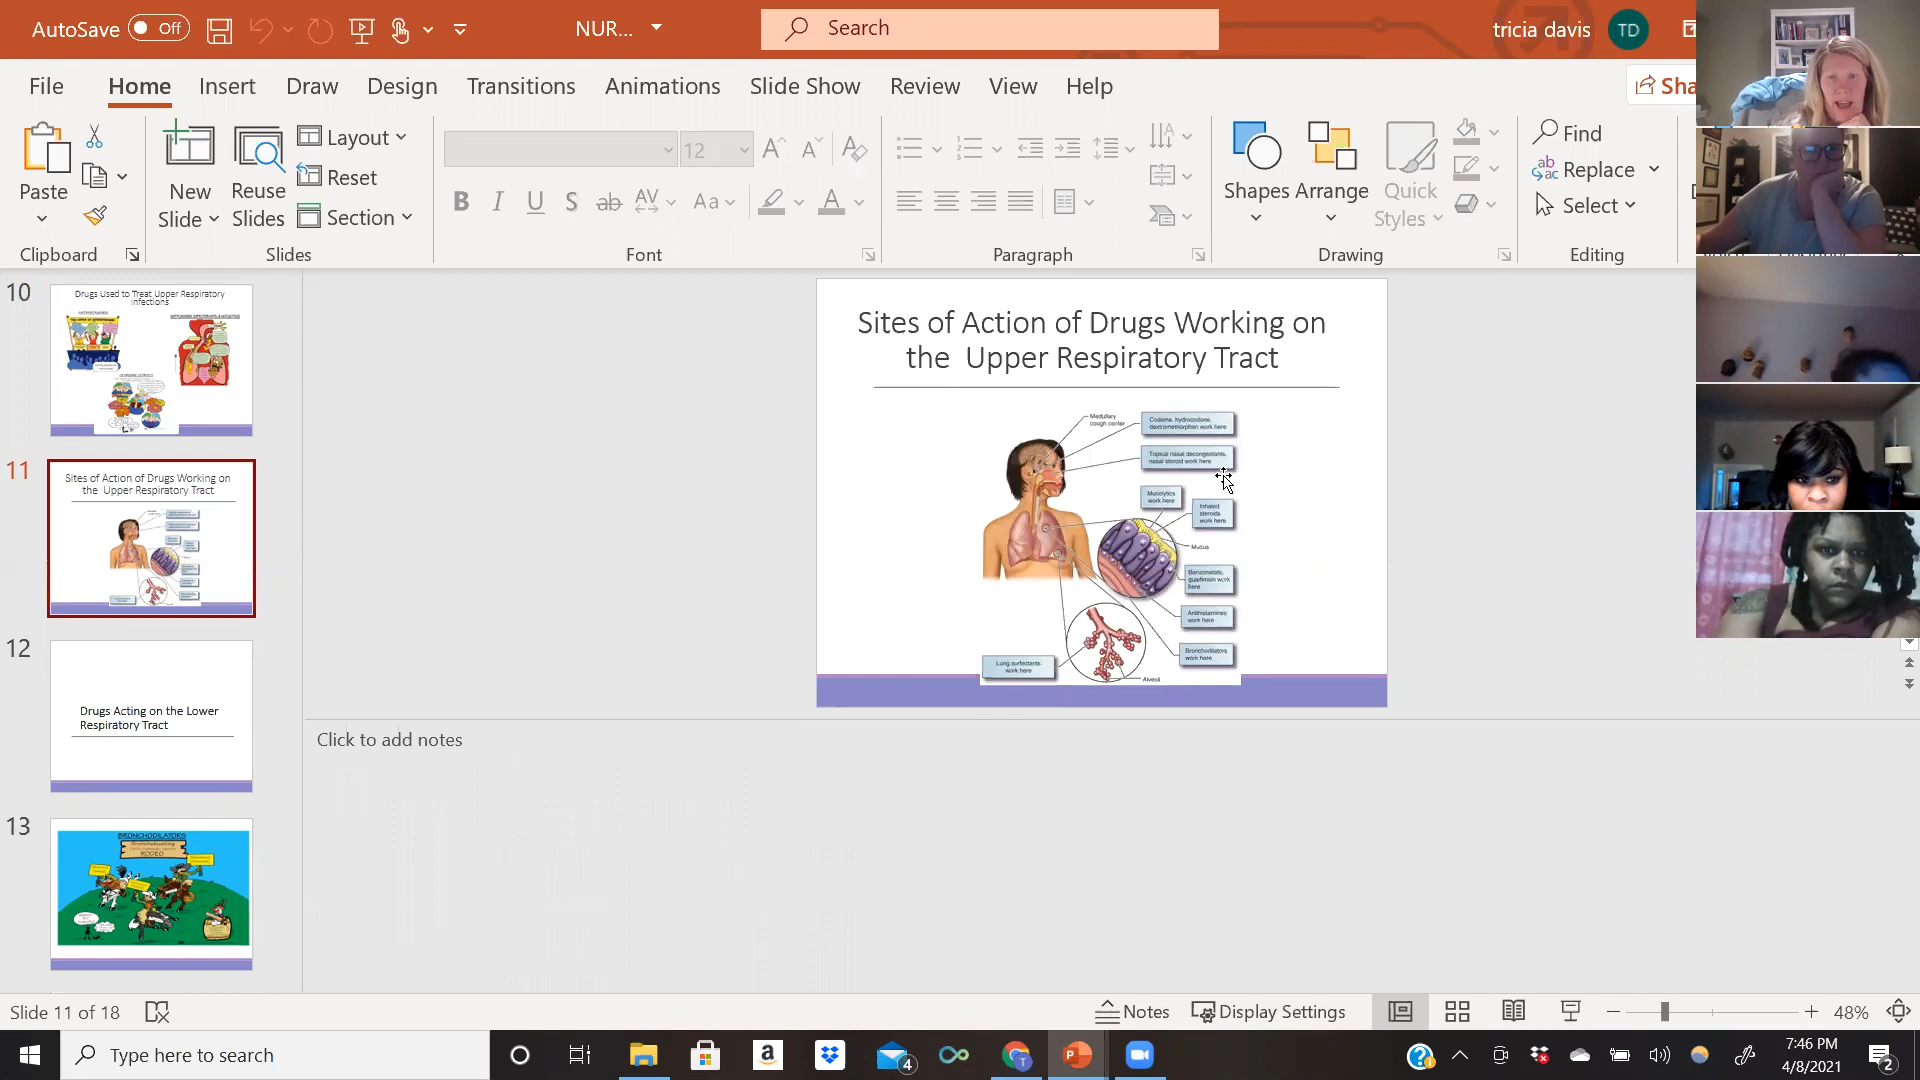 AutoSave Off NUR... Search tricia davis TD
File Home Insert Draw Design Transitions Animations Slide Show Review View Help Sha
Paste
New Slide
Reuse Slides
Layout
Reset
Section
12
B I U S ab AV Aa A
Shapes Arrange Quick Styles
Find
Replace
Select
Clipboard Slides Font Paragraph Drawing Editing
10
Drugs Used to Treat Upper Respiratory
Infections
11
Sites of Action of Drugs Working on
the Upper Respiratory Tract
12
Drugs Acting on the Lower
Respiratory Tract
13
BRONCHODILATORS
RODEO
Sites of Action of Drugs Working on
the Upper Respiratory Tract
Medullary
cough center
Codeine, hydrocodone,
dextromethorphan work here
Topical nasal decongestants,
nasal steroid work here
Mucolytics
work here
Inhaled
steroids
work here
Mucus
Benzonatate,
guaifenesin work
here
Antihistamines
work here
Bronchodilators
work here
Lung surfactants
work here
Alveoli
Click to add notes
Slide 11 of 18 Notes Display Settings 48%
Type here to search
4
7:46 PM
4/8/2021
2